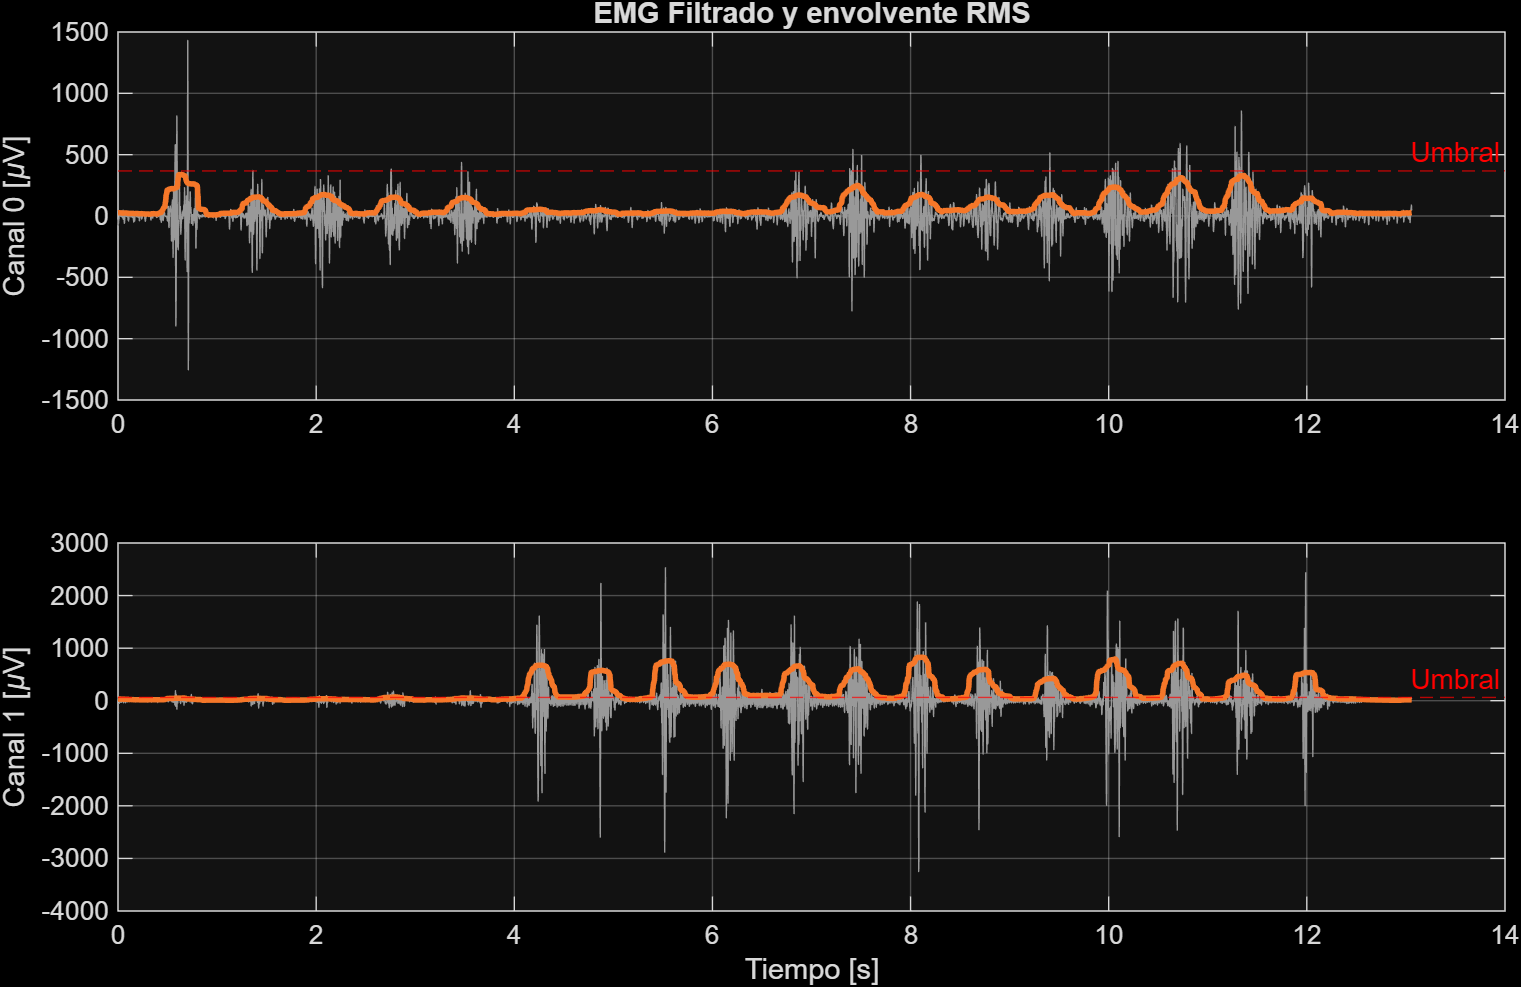 EMG Filtrado y envolvente RMS
1500
1000
500
0
-500
-1000
-1500
Canal 0 [µV]
Umbral
0 2 4 6 8 10 12 14
3000
2000
1000
0
-1000
-2000
-3000
-4000
Canal 1 [µV]
Umbral
0 2 4 6 8 10 12 14
Tiempo [s]